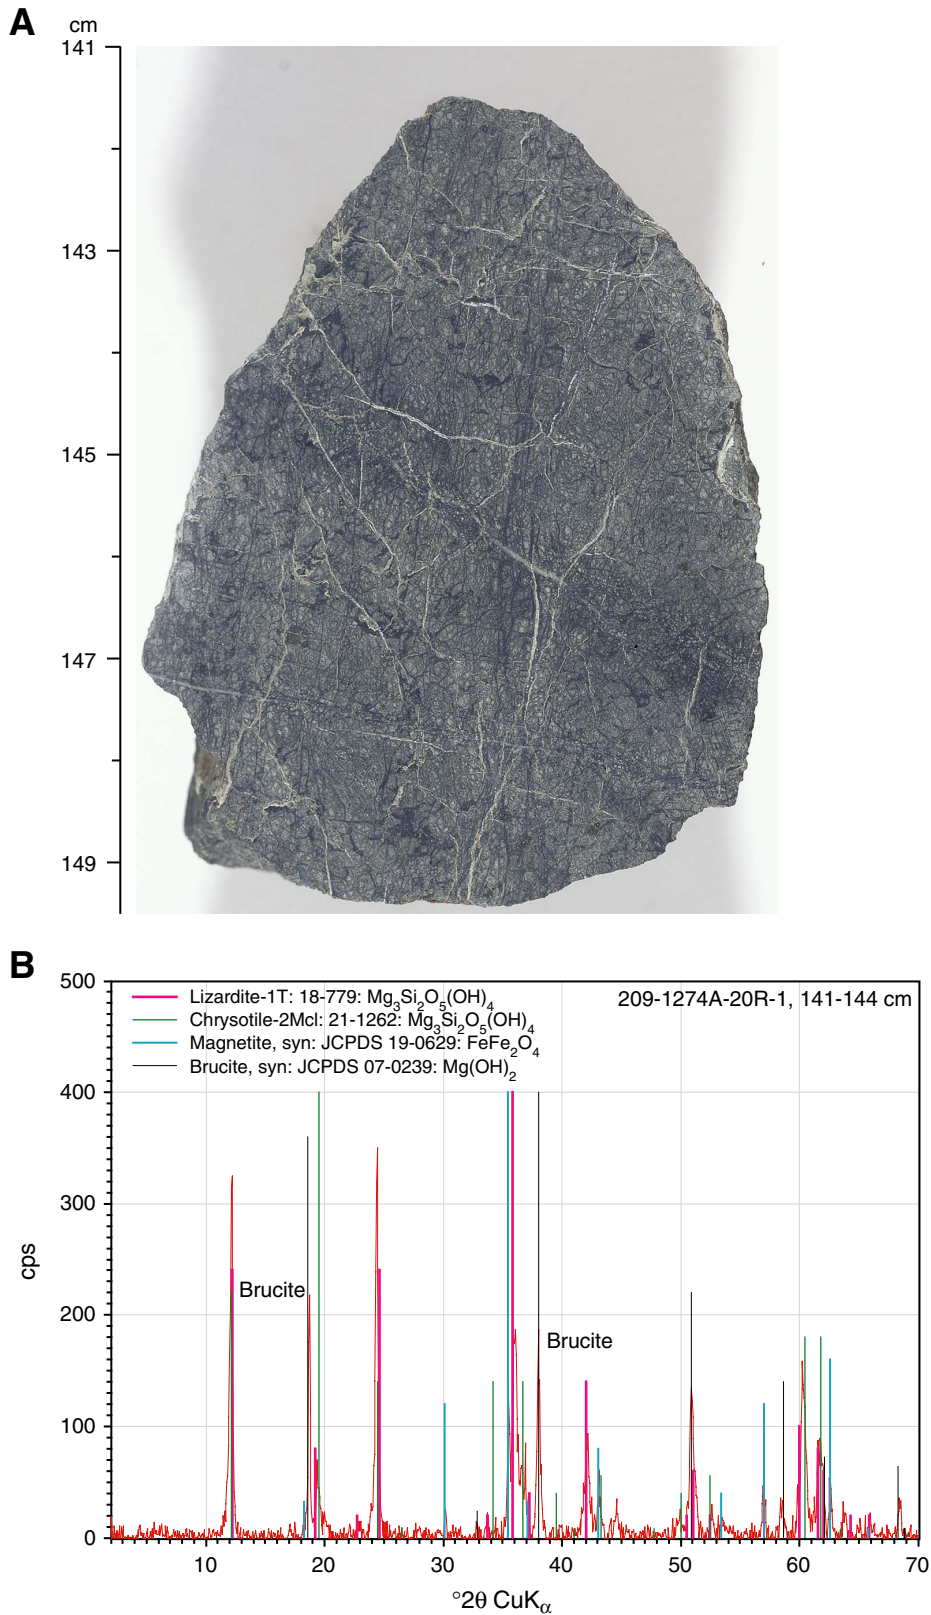 A
cm
141
143
145
147
149
B
500
400
300
200
100
0
cps
Lizardite-1T: 18-779: Mg3Si2O5(OH)4
Chrysotile-2Mcl: 21-1262: Mg3Si2O5(OH)4
Magnetite, syn: JCPDS 19-0629: FeFe2O4
Brucite, syn: JCPDS 07-0239: Mg(OH)2
209-1274A-20R-1, 141-144 cm
Brucite
Brucite
10 20 30 40 50 60 70
°2θ CuKα